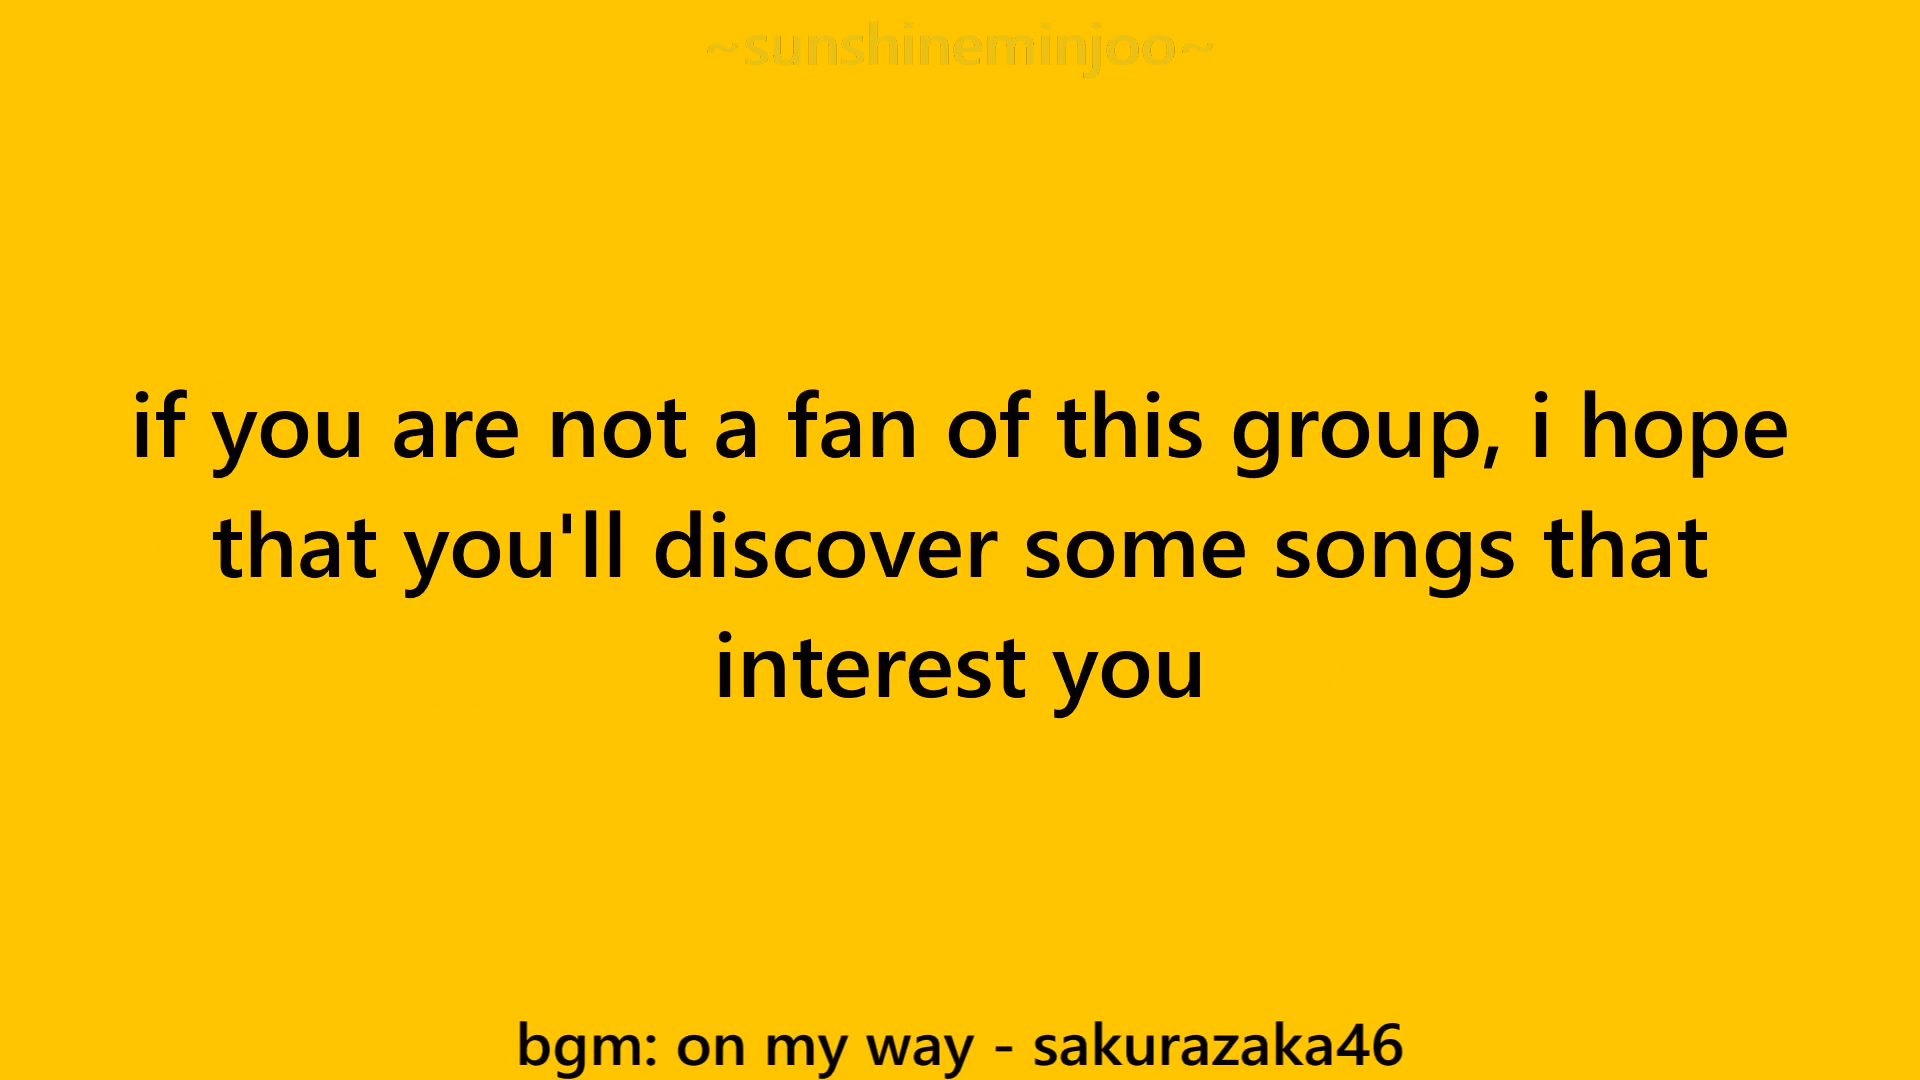 ~sunshineminjoo~
if you are not a fan of this group, i hope
that you'll discover some songs that
interest you
bgm: on my way - sakurazaka46